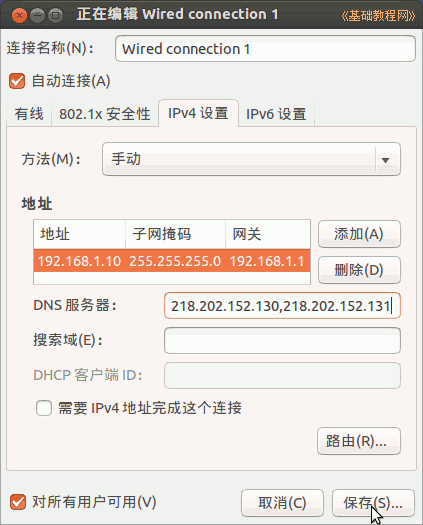 正在编辑 Wired connection 1
《基础教程网》
连接名称(N)： Wired connection 1
自动连接(A)
有线 802.1x 安全性 IPv4 设置 IPv6 设置
方法(M)： 手动
地址
地址 子网掩码 网关 添加(A)
192.168.1.10 255.255.255.0 192.168.1.1
删除(D)
DNS 服务器： 218.202.152.130,218.202.152.131
搜索域(E)：
DHCP 客户端 ID：
需要 IPv4 地址完成这个连接
路由(R)...
对所有用户可用(V) 取消(C) 保存(S)...